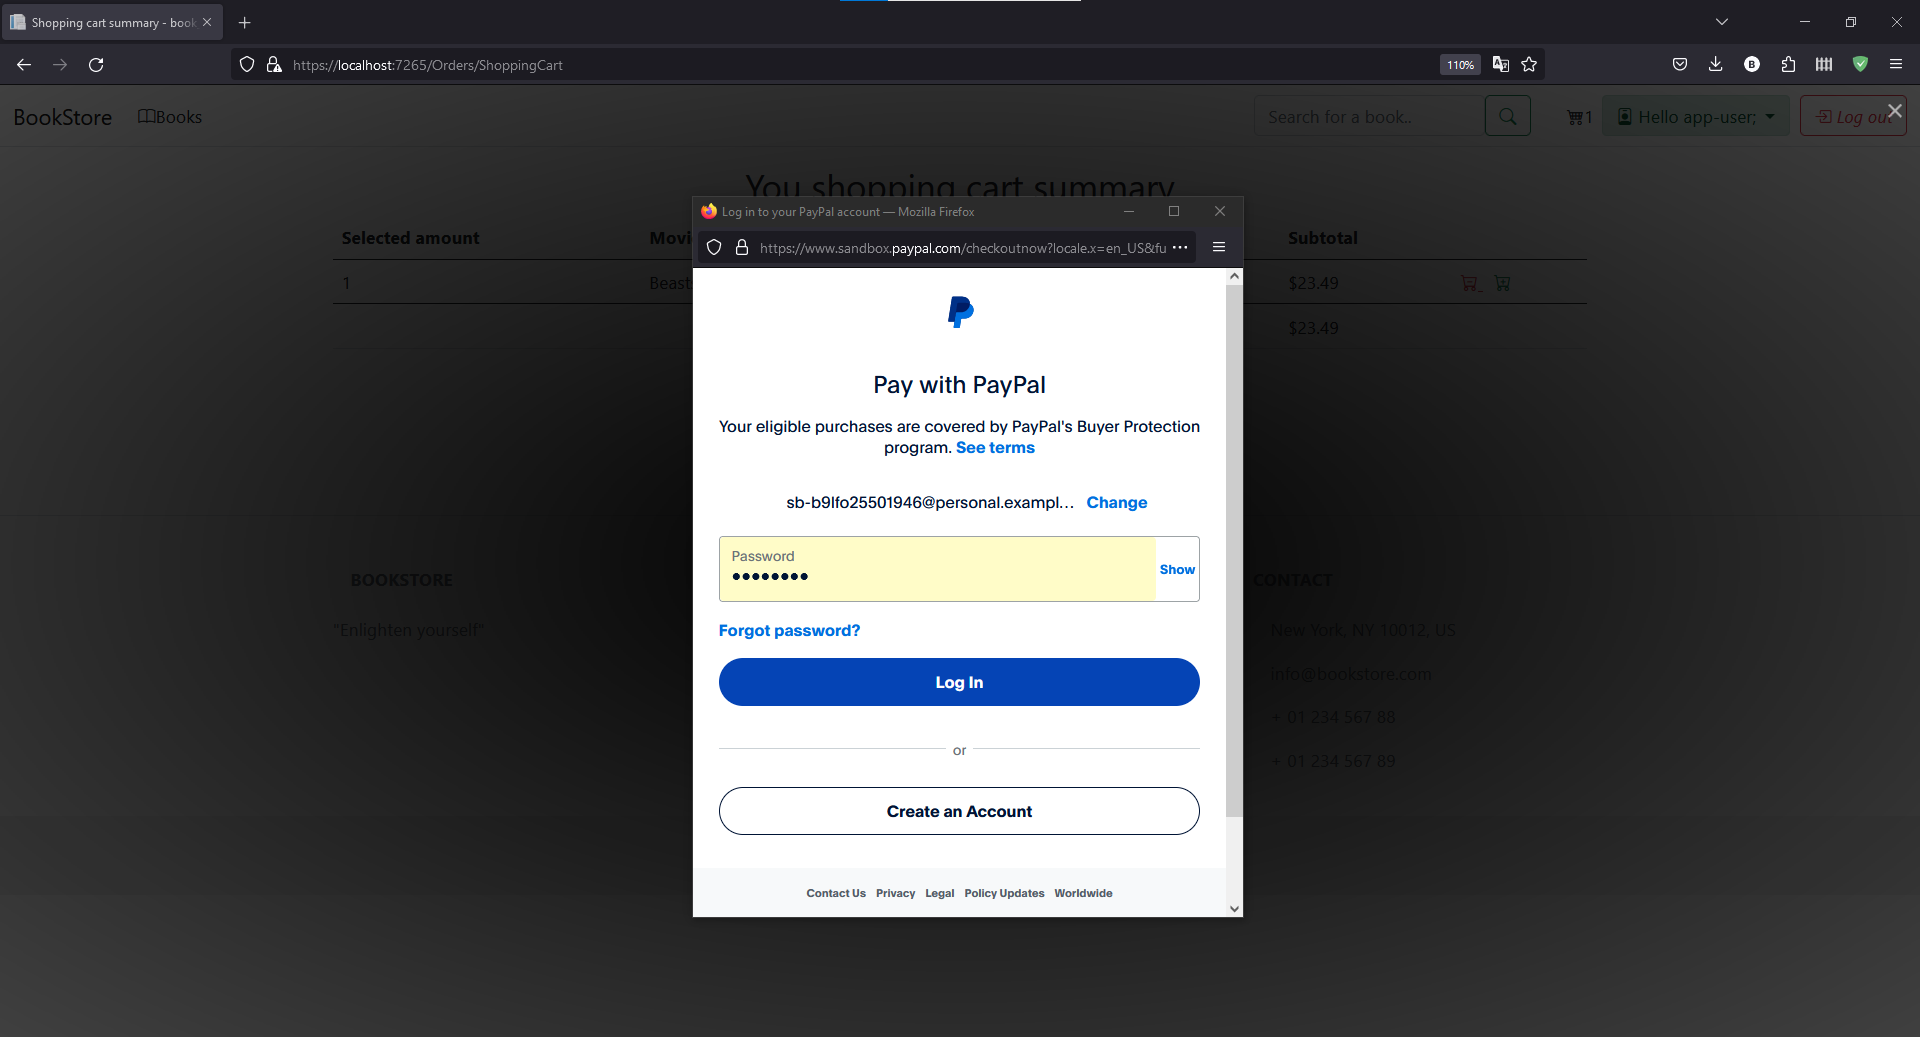 Shopping cart summary - book
https://localhost:7265/Orders/ShoppingCart
110%
BookStore
Books
Search for a book..
1
Hello app-user;
Log out
You shopping cart summary
Selected amount
Subtotal
1
Beast
$23.49
$23.49
Log in to your PayPal account — Mozilla Firefox
https://www.sandbox.paypal.com/checkoutnow?locale.x=en_US&fu
Pay with PayPal
Your eligible purchases are covered by PayPal's Buyer Protection
program. See terms
sb-b9lfo25501946@personal.exampl... Change
Password
Show
Forgot password?
Log In
or
Create an Account
Contact Us Privacy Legal Policy Updates Worldwide
BOOKSTORE
"Enlighten yourself"
CONTACT
New York, NY 10012, US
info@bookstore.com
+ 01 234 567 88
+ 01 234 567 89